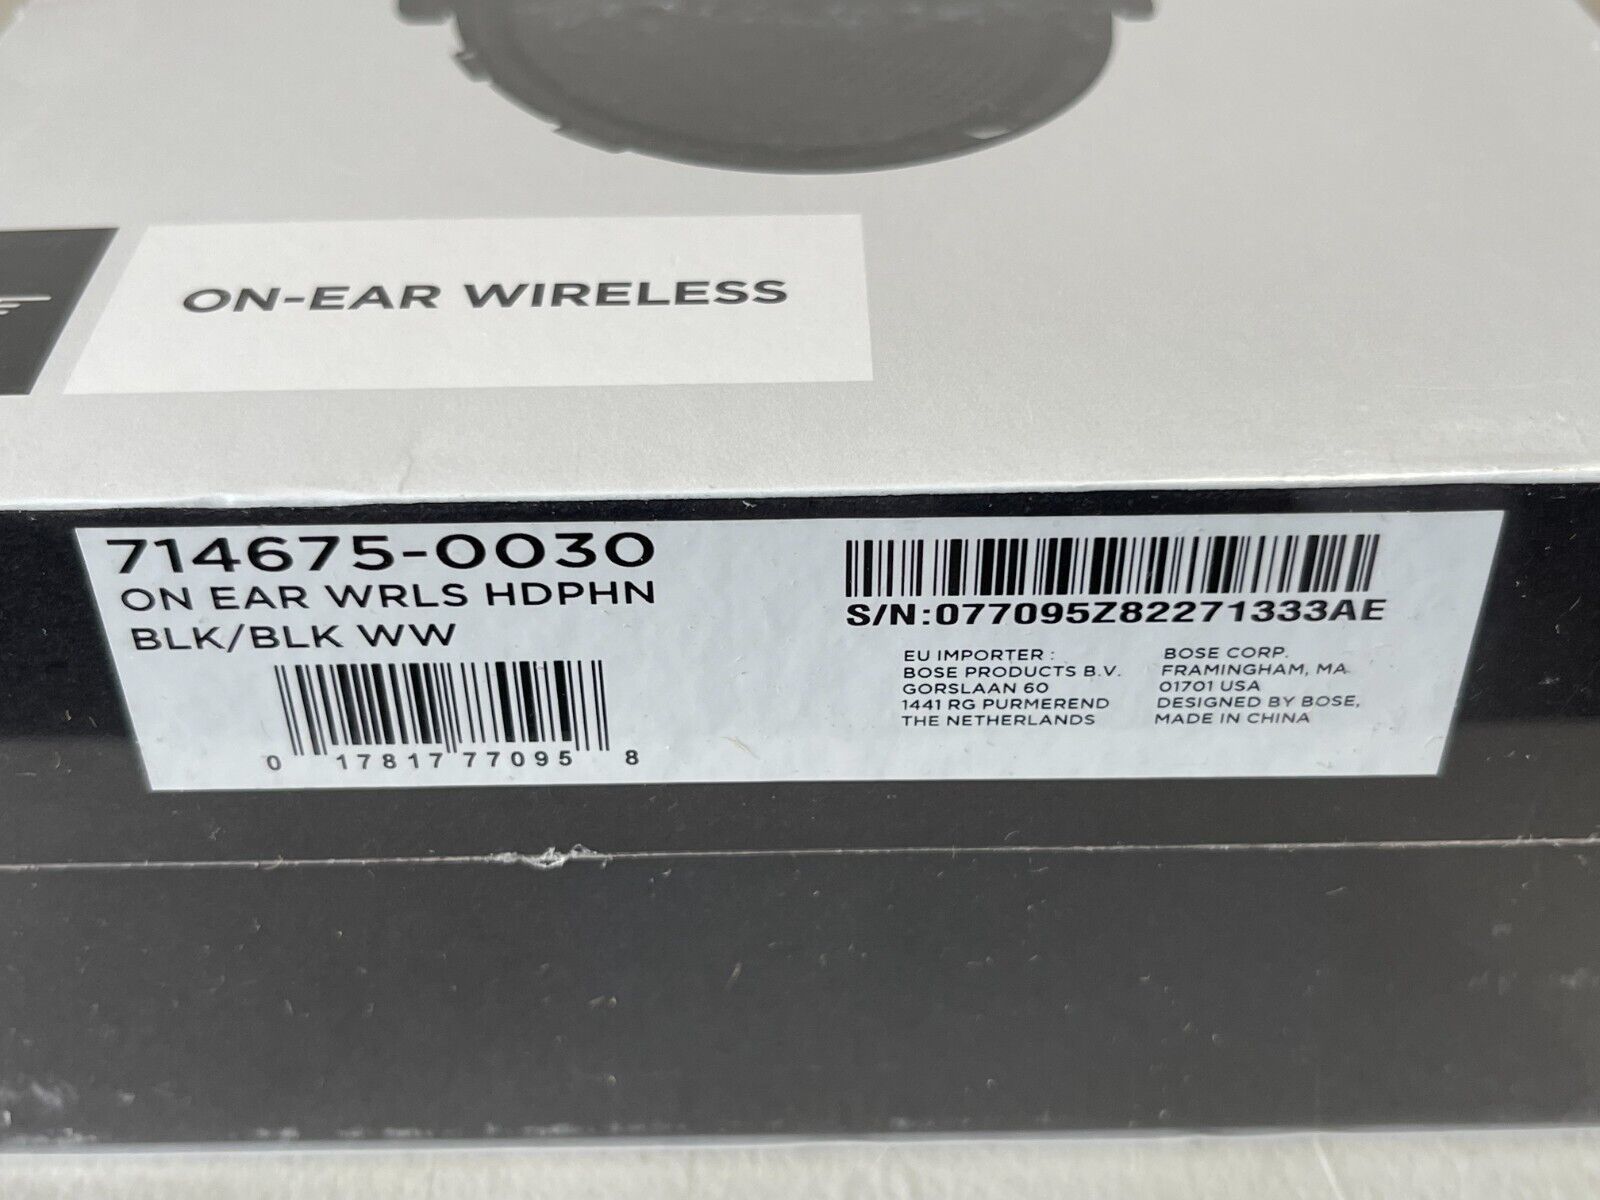 ON-EAR WIRELESS
714675-0030
ON EAR WRLS HDPHN
BLK/BLK WW
0 17817 77095 8
S/N:077095Z82271333AE
EU IMPORTER :
BOSE PRODUCTS B.V.
GORSLAAN 60
1441 RG PURMEREND
THE NETHERLANDS
BOSE CORP.
FRAMINGHAM, MA
01701 USA
DESIGNED BY BOSE,
MADE IN CHINA